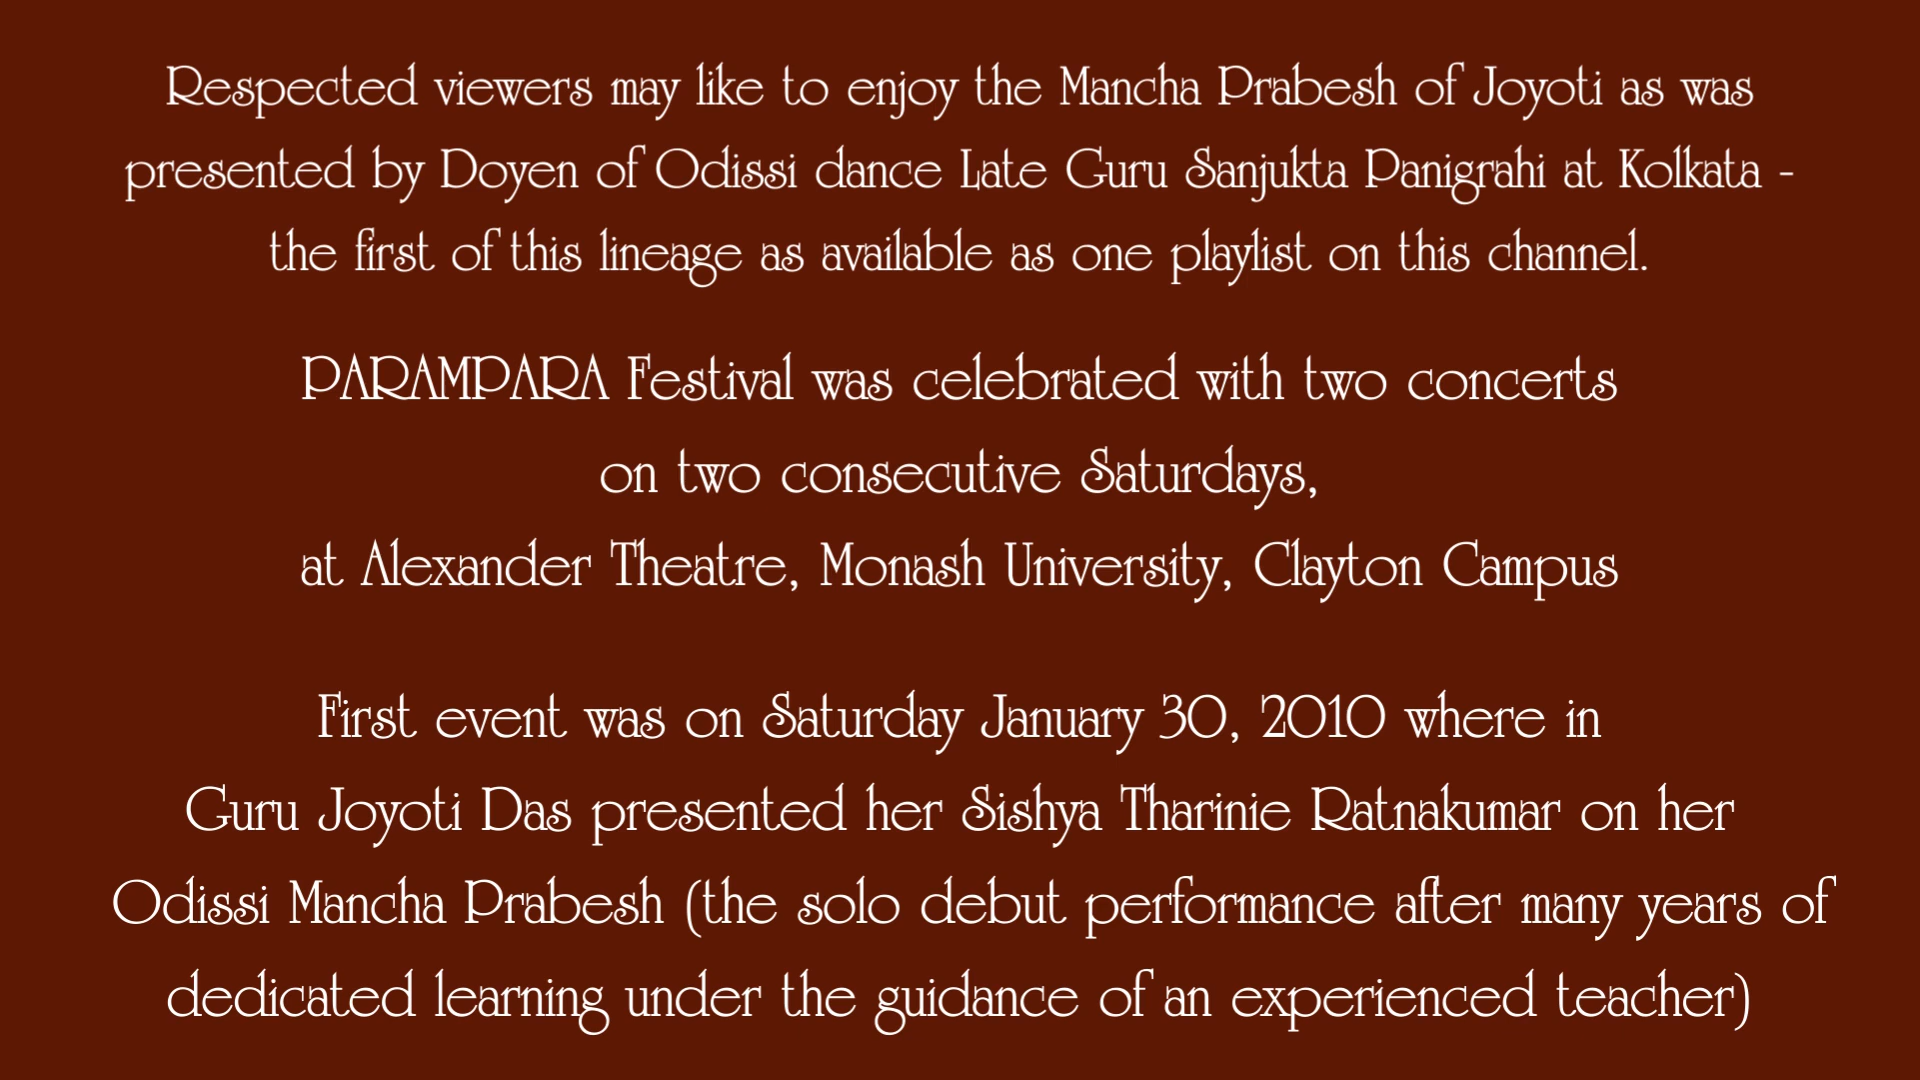 Respected viewers may like to enjoy the Mancha Prabesh of Joyoti as was
presented by Doyen of Odissi dance Late Guru Sanjukta Panigrahi at Kolkata -
the first of this lineage as available as one playlist on this channel.
PARAMPARA Festival was celebrated with two concerts
on two consecutive Saturdays,
at Alexander Theatre, Monash University, Clayton Campus
First event was on Saturday January 30, 2010 where in
Guru Joyoti Das presented her Sishya Tharinie Ratnakumar on her
Odissi Mancha Prabesh (the solo debut performance after many years of
dedicated learning under the guidance of an experienced teacher)